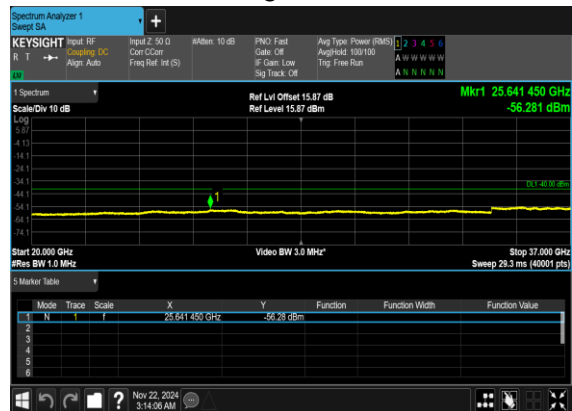 Spectrum Analyzer 1
Swept SA
+
KEYSIGHT Input: RF Input Z: 50 Ω #Atten: 10 dB PNO: Fast Avg Type: Power (RMS) 1 2 3 4 5 6
R T Coupling: DC Corr CCorr Gate: Off Avg|Hold: 100/100 A W W W W W
Align: Auto Freq Ref: Int (S) IF Gain: Low Trig: Free Run
Sig Track: Off A N N N N N
1 Spectrum
Scale/Div 10 dB
Ref Lvl Offset 15.87 dB
Ref Level 15.87 dBm
Mkr1 25.641 450 GHz
-56.281 dBm
Log
5.87
-4.13
-14.1
-24.1
-34.1
DL1 -40.00 dBm
-44.1
1
-54.1
-64.1
-74.1
Start 20.000 GHz Video BW 3.0 MHz* Stop 37.000 GHz
#Res BW 1.0 MHz Sweep 29.3 ms (40001 pts)
5 Marker Table
Mode Trace Scale X Y Function Function Width Function Value
1 N 1 f 25.641 450 GHz -56.28 dBm
2
3
4
5
6
? Nov 22, 2024
3:14:06 AM